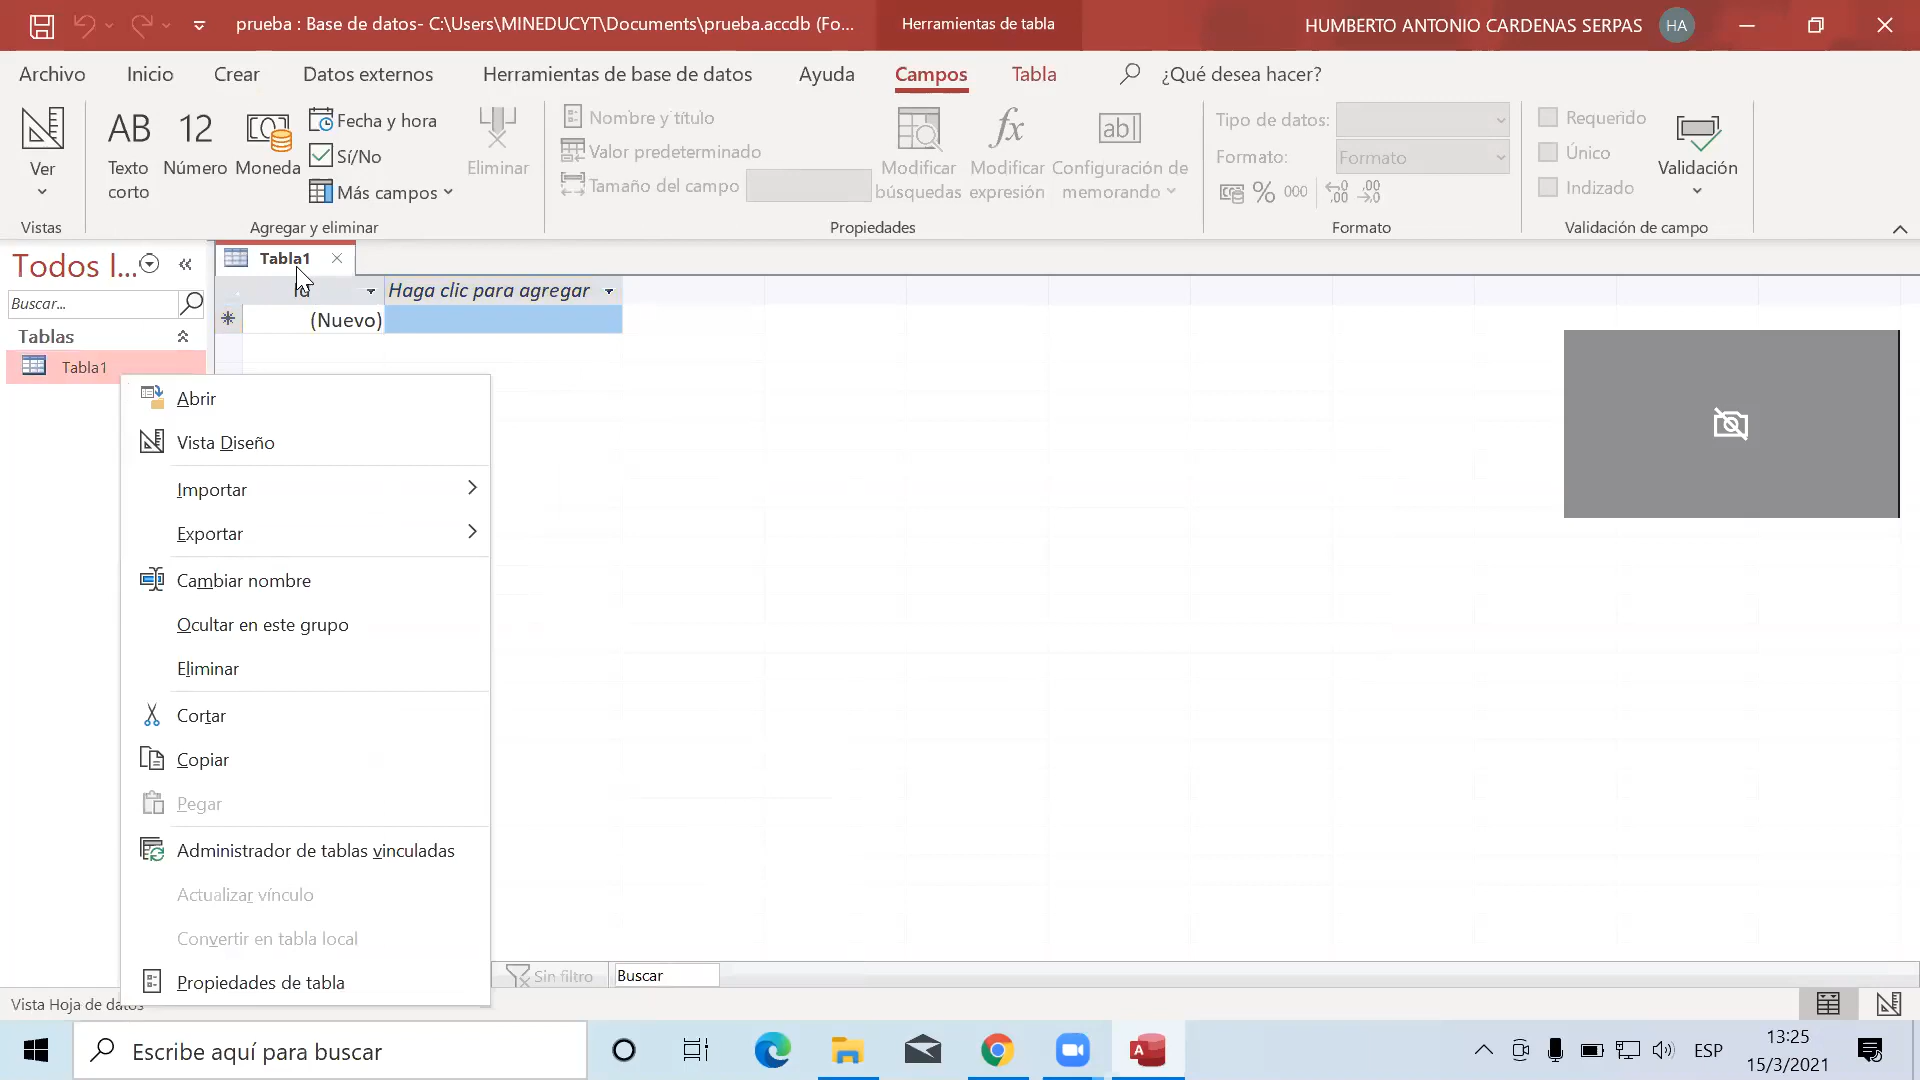 prueba : Base de datos- C:\Users\MINEDUCYT\Documents\prueba.accdb (Fo...
Herramientas de tabla
HUMBERTO ANTONIO CARDENAS SERPAS
HA
Archivo
Inicio
Crear
Datos externos
Herramientas de base de datos
Ayuda
Campos
Tabla
¿Qué desea hacer?
Ver
AB
Texto
corto
12
Número
Moneda
Fecha y hora
Sí/No
Más campos
Eliminar
Nombre y título
Valor predeterminado
Tamaño del campo
Modificar
búsquedas
fx
Modificar
expresión
ab|
Configuración de
memorando
Tipo de datos:
Formato:
Formato
% 000
Requerido
Único
Indizado
Validación
Vistas
Agregar y eliminar
Propiedades
Formato
Validación de campo
Todos l...
Buscar...
Tablas
Tabla1
Tabla1
Id
Haga clic para agregar
(Nuevo)
Abrir
Vista Diseño
Importar
Exportar
Cambiar nombre
Ocultar en este grupo
Eliminar
Cortar
Copiar
Pegar
Administrador de tablas vinculadas
Actualizar vínculo
Convertir en tabla local
Propiedades de tabla
Sin filtro
Buscar
Vista Hoja de datos
Escribe aquí para buscar
ESP
13:25
15/3/2021